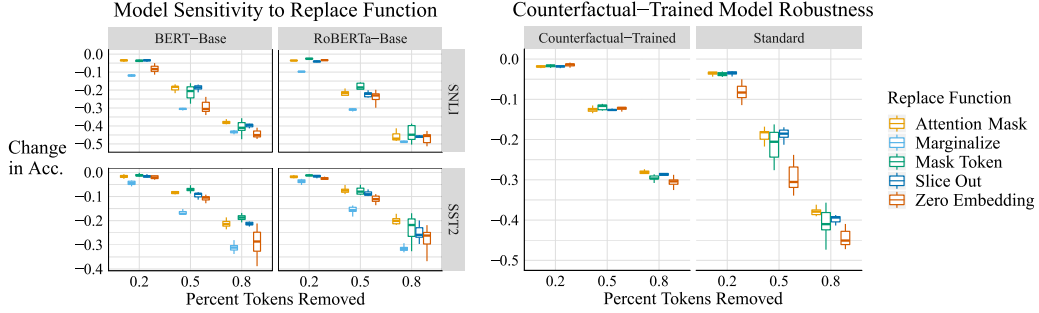 Model Sensitivity to Replace Function
BERT−Base
RoBERTa−Base
0.0
−0.1
−0.2
−0.3
−0.4
−0.5
SNLI
Change
in Acc.
0.0
−0.1
−0.2
−0.3
−0.4
SST2
0.2
0.5
0.8
0.2
0.5
0.8
Percent Tokens Removed
Counterfactual−Trained Model Robustness
Counterfactual−Trained
Standard
−0.0
−0.1
−0.2
−0.3
−0.4
−0.5
0.2
0.5
0.8
0.2
0.5
0.8
Percent Tokens Removed
Replace Function
Attention Mask
Marginalize
Mask Token
Slice Out
Zero Embedding